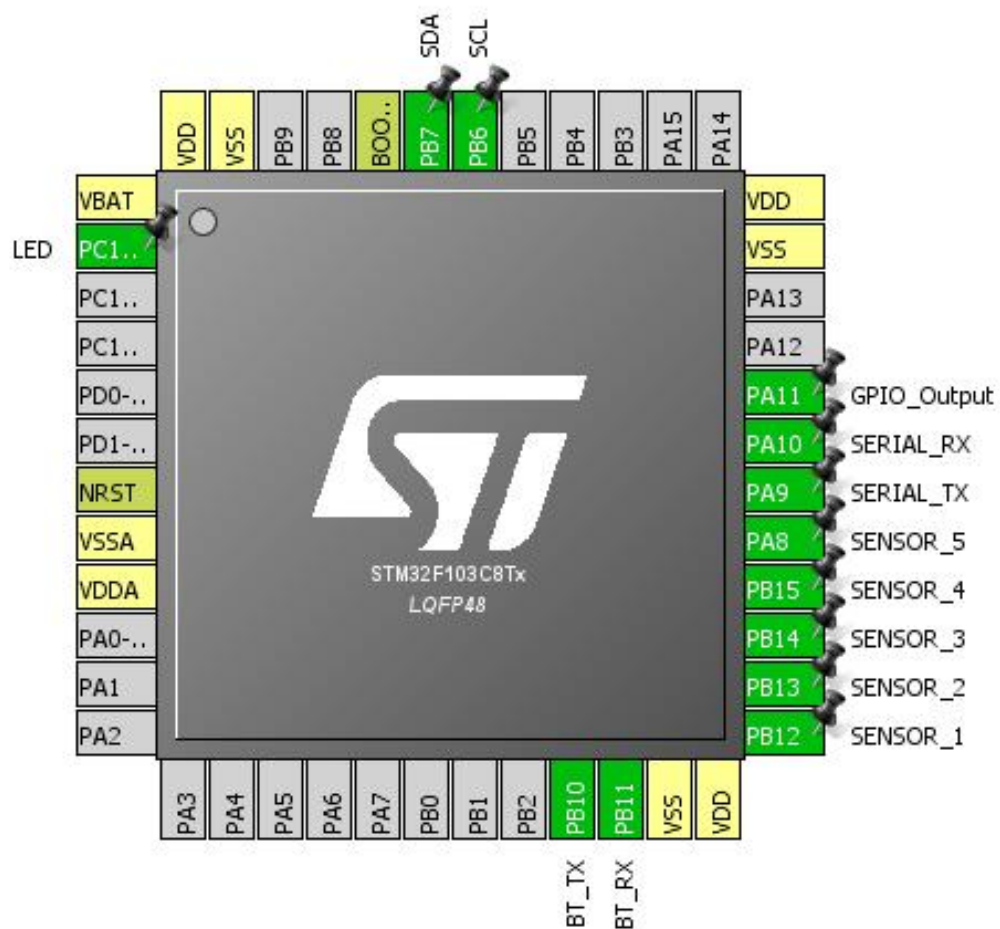 SDA
SCL
VDD
VSS
PB9
PB8
BOO..
PB7
PB6
PB5
PB4
PB3
PA15
PA14
VBAT
LED PC1..
PC1..
PC1..
PD0-..
PD1-..
NRST
VSSA
VDDA
PA0-..
PA1
PA2
VDD
VSS
PA13
PA12
PA11 GPIO_Output
PA10 SERIAL_RX
PA9 SERIAL_TX
PA8 SENSOR_5
PB15 SENSOR_4
PB14 SENSOR_3
PB13 SENSOR_2
PB12 SENSOR_1
ST
STM32F103C8Tx
LQFP48
PA3
PA4
PA5
PA6
PA7
PB0
PB1
PB2
PB10
PB11
VSS
VDD
BT_TX
BT_RX